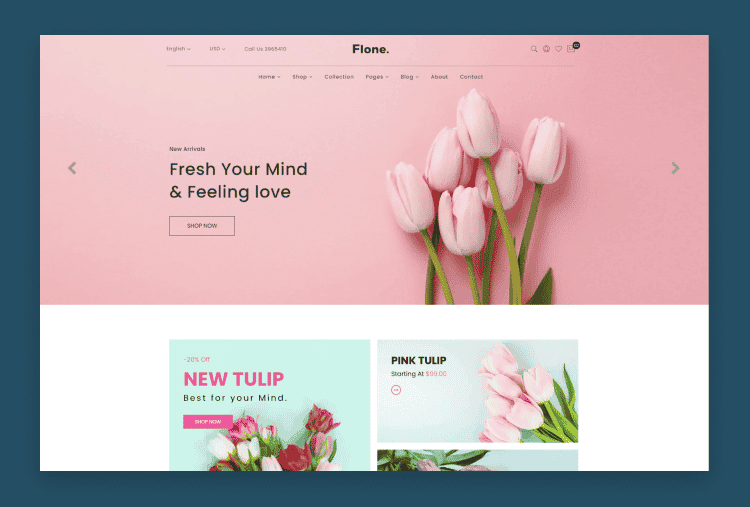 English
USD
Call Us 3965410
Flone.
02
Home
Shop
Collection
Pages
Blog
About
Contact
New Arrivals
Fresh Your Mind
& Feeling love
SHOP NOW
-20% Off
NEW TULIP
Best for your Mind.
SHOP NOW
PINK TULIP
Starting At $99.00